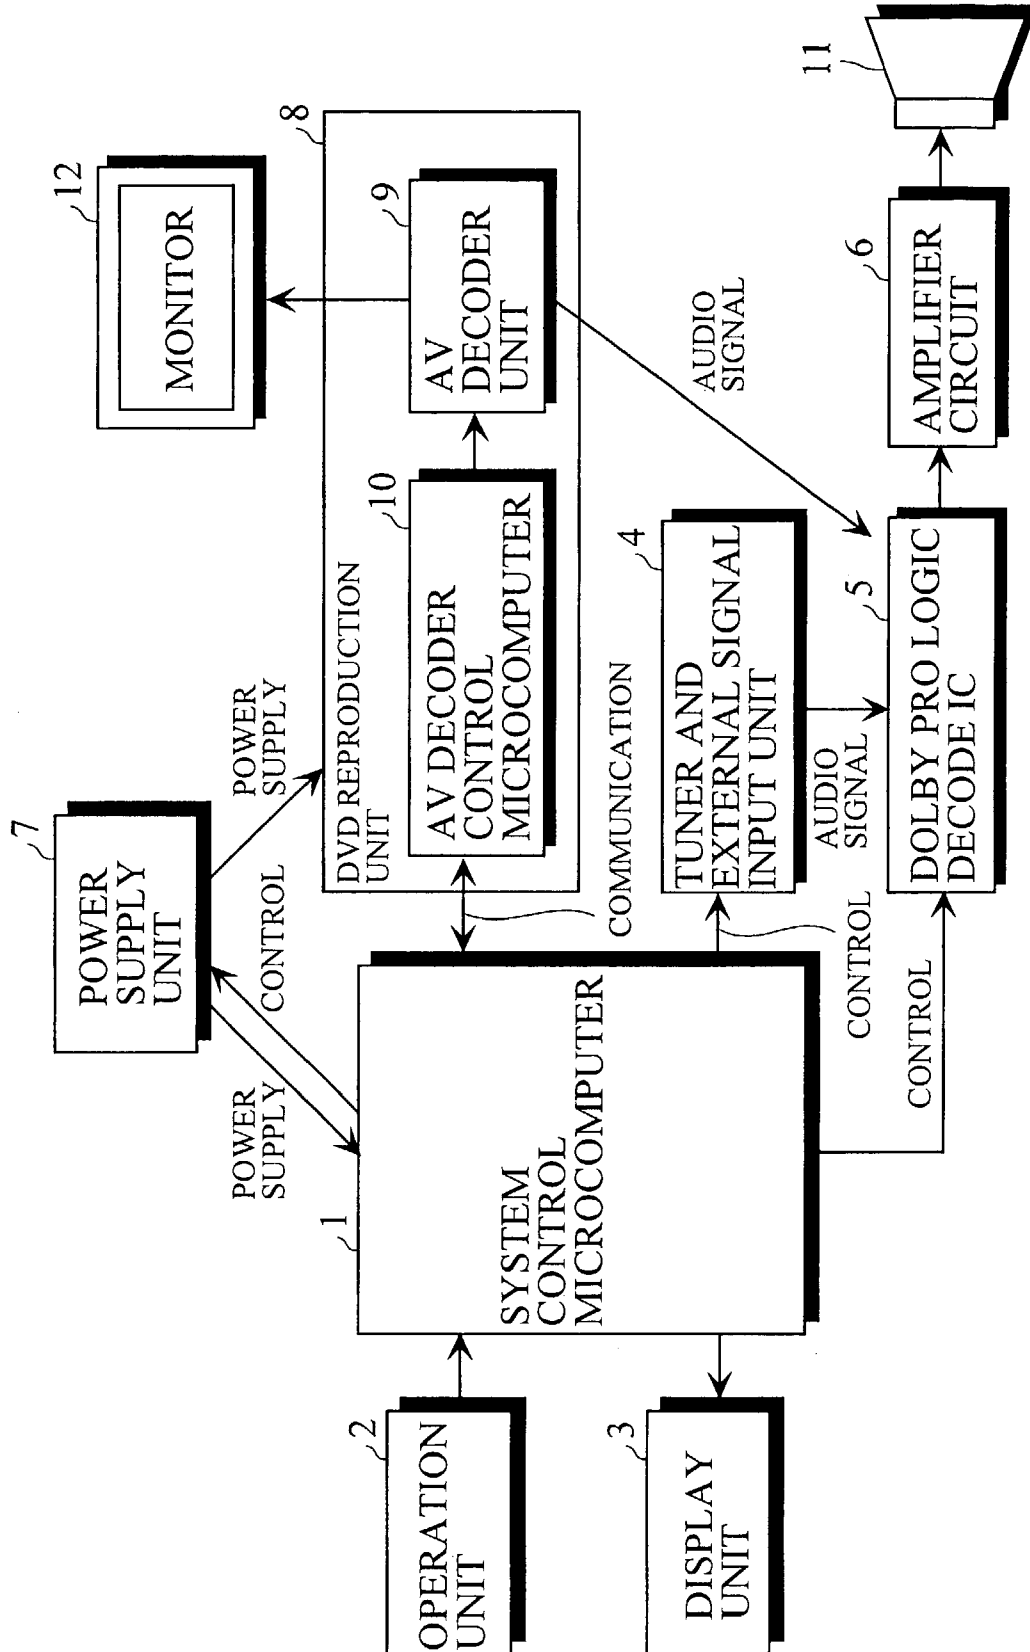 7
POWER
SUPPLY
UNIT
12
MONITOR
POWER
SUPPLY
CONTROL
POWER
SUPPLY
8
DVD REPRODUCTION
UNIT
10
AV DECODER
CONTROL
MICROCOMPUTER
9
AV
DECODER
UNIT
2
OPERATION
UNIT
1
SYSTEM
CONTROL
MICROCOMPUTER
COMMUNICATION
3
DISPLAY
UNIT
4
TUNER AND
EXTERNAL SIGNAL
INPUT UNIT
CONTROL
AUDIO
SIGNAL
AUDIO
SIGNAL
CONTROL
5
DOLBY PRO LOGIC
DECODE IC
6
AMPLIFIER
CIRCUIT
11